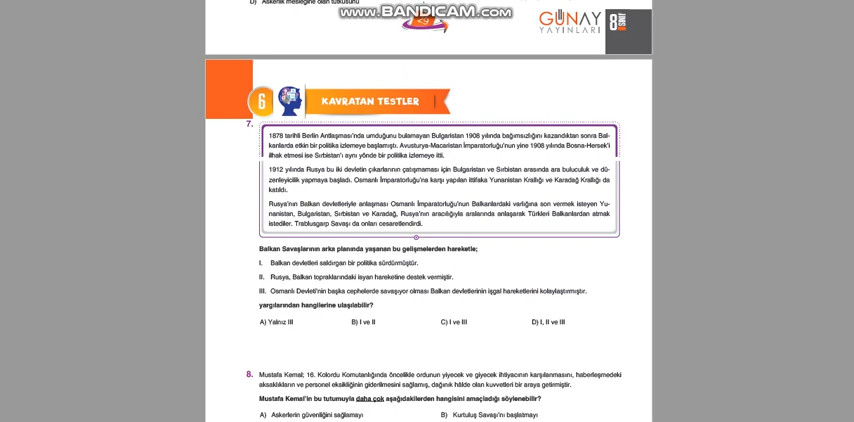 D) Askerlik mesleğine olan tutkusunu
www.BANDICAM.com
29
GÜNAY
YAYINLARI
8.SINIF
6
KAVRATAN TESTLER
7.
1878 tarihli Berlin Antlaşması'nda umduğunu bulamayan Bulgaristan 1908 yılında bağımsızlığını kazandıktan sonra Bal-
kanlarda etkin bir politika izlemeye başlamıştı. Avusturya-Macaristan İmparatorluğu'nun yine 1908 yılında Bosna-Hersek'i
ilhak etmesi ise Sırbistan'ı aynı yönde bir politika izlemeye itti.
1912 yılında Rusya bu iki devletin çıkarlarının çatışmaması için Bulgaristan ve Sırbistan arasında ara buluculuk ve dü-
zenleyicilik yapmaya başladı. Osmanlı İmparatorluğu'na karşı yapılan ittifaka Yunanistan Krallığı ve Karadağ Krallığı da
katıldı.
Rusya'nın Balkan devletleriyle anlaşması Osmanlı İmparatorluğu'nun Balkanlardaki varlığına son vermek isteyen Yu-
nanistan, Bulgaristan, Sırbistan ve Karadağ, Rusya'nın aracılığıyla aralarında anlaşarak Türkleri Balkanlardan atmak
istediler. Trablusgarp Savaşı da onları cesaretlendirdi.
Balkan Savaşlarının arka planında yaşanan bu gelişmelerden hareketle;
I. Balkan devletleri saldırgan bir politika sürdürmüştür.
II. Rusya, Balkan topraklarındaki isyan hareketine destek vermiştir.
III. Osmanlı Devleti'nin başka cephelerde savaşıyor olması Balkan devletlerinin işgal hareketlerini kolaylaştırmıştır.
yargılarından hangilerine ulaşılabilir?
A) Yalnız III B) I ve II C) I ve III D) I, II ve III
8. Mustafa Kemal; 16. Kolordu Komutanlığında öncelikle ordunun yiyecek ve giyecek ihtiyacının karşılanmasını, haberleşmedeki
aksaklıkların ve personel eksikliğinin giderilmesini sağlamış, dağınık hâlde olan kuvvetleri bir araya getirmiştir.
Mustafa Kemal'in bu tutumuyla daha çok aşağıdakilerden hangisini amaçladığı söylenebilir?
A) Askerlerin güvenliğini sağlamayı B) Kurtuluş Savaşı'nı başlatmayı